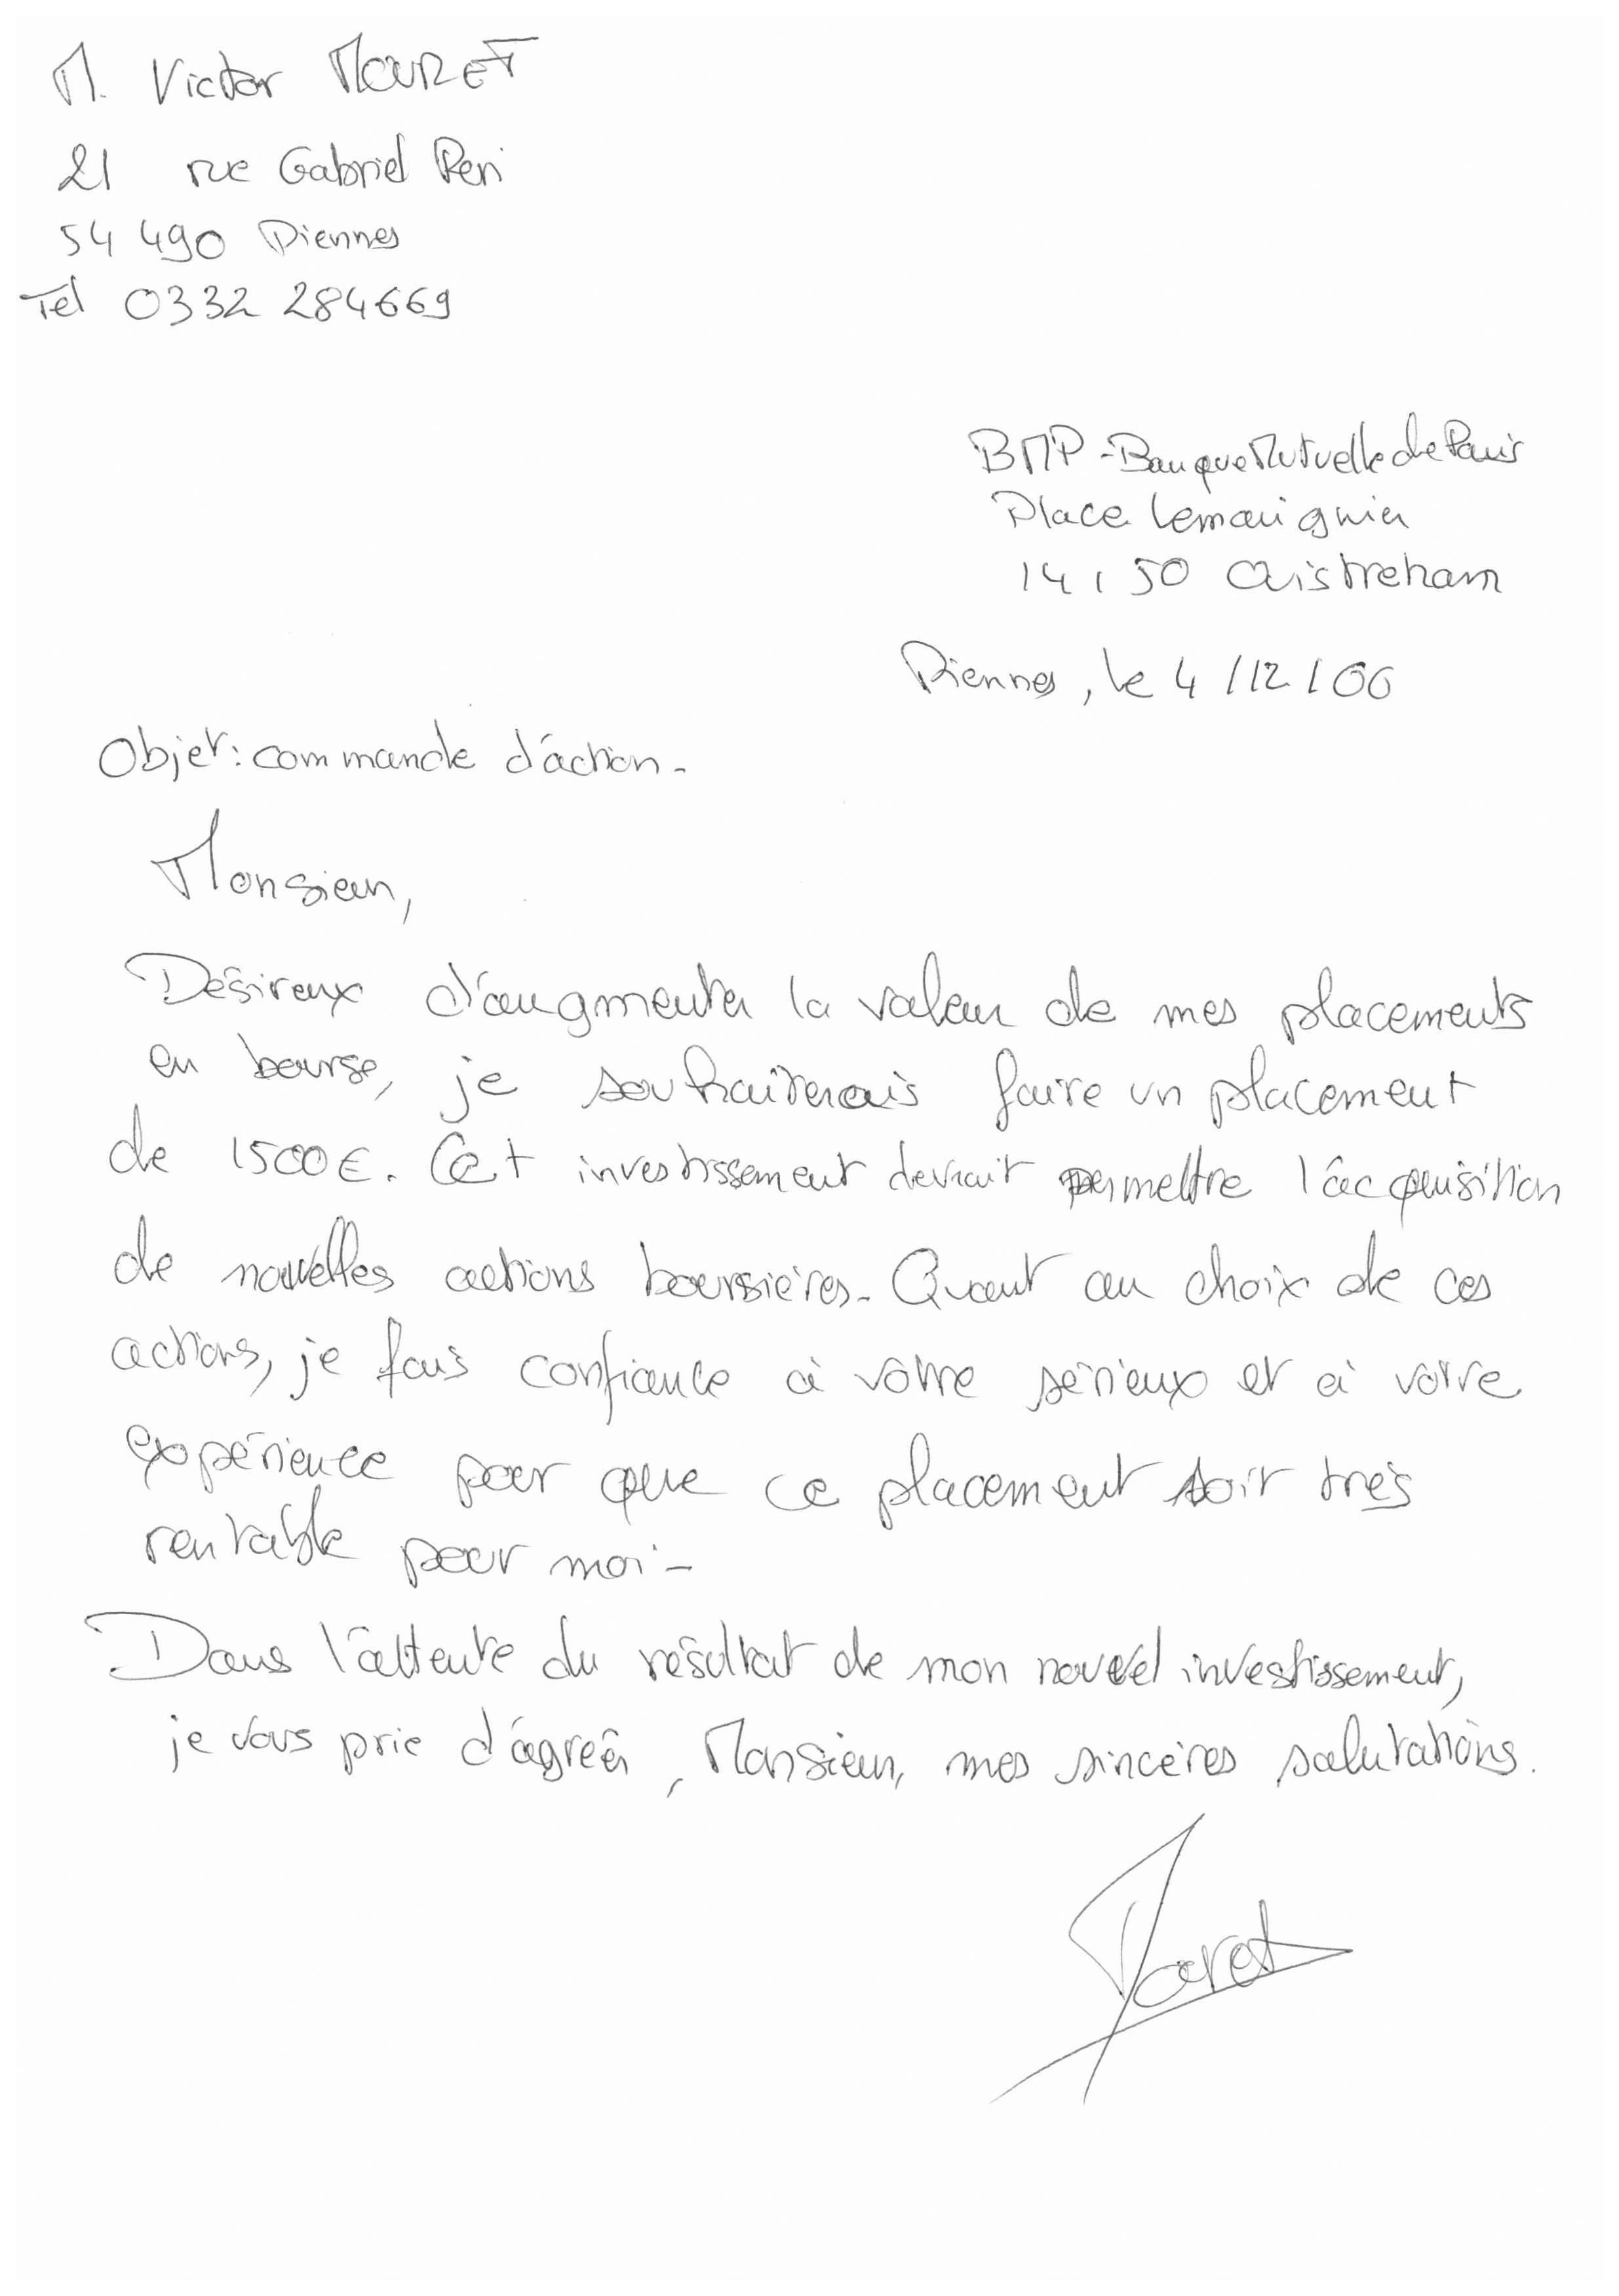 M. Victor MOURET
21 rue Gabriel Peri
54 490 Piennes
Tel 0332 284669
BMP - Banque Mutuelle de Paris
Place Lemarignier
14150 Ouistreham
Piennes, le 4/12/06
Objet : commande d'action.
Monsieur,
Désireux d'augmenter la valeur de mes placements
en bourse, je souhaiterais faire un placement
de 1500€. Cet investissement devrait permettre l'acquisition
de nouvelles actions boursières. Quant au choix de ces
actions, je fais confiance à votre sérieux et à votre
expérience pour que ce placement soit très
rentable pour moi.
Dans l'attente du résultat de mon nouvel investissement,
je vous prie d'agréer, Monsieur, mes sincères salutations.